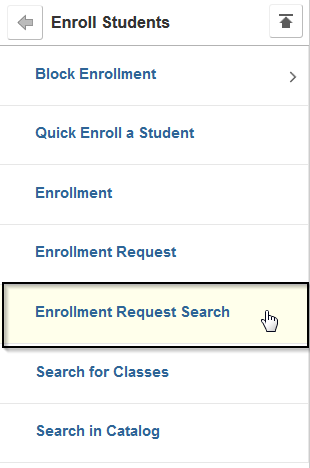 Enroll Students
Block Enrollment
Quick Enroll a Student
Enrollment
Enrollment Request
Enrollment Request Search
Search for Classes
Search in Catalog